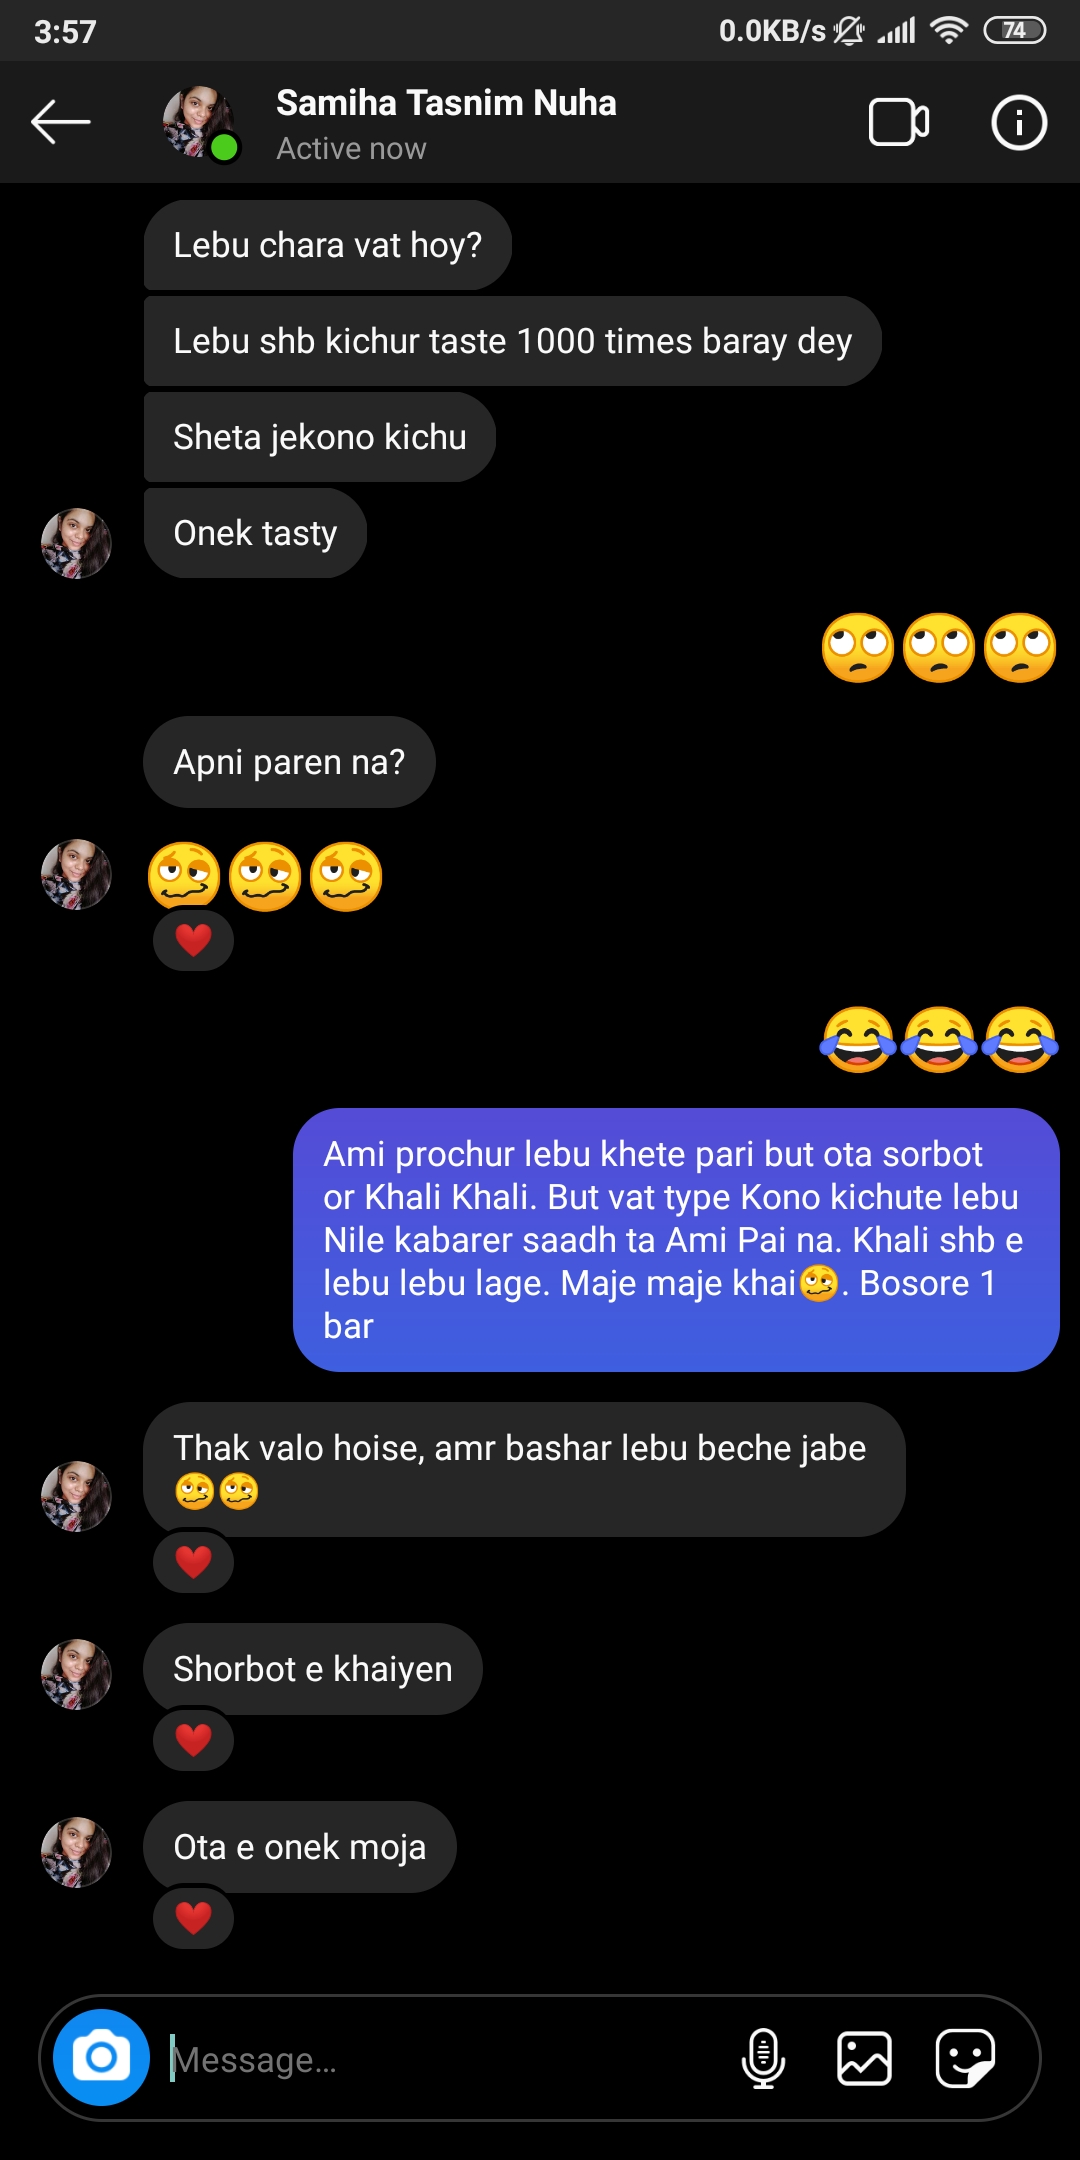 3:57
0.0KB/s
74
Samiha Tasnim Nuha
Active now
Lebu chara vat hoy?
Lebu shb kichur taste 1000 times baray dey
Sheta jekono kichu
Onek tasty
🙄🙄🙄
Apni paren na?
🥴🥴🥴
❤️
😂😂😂
Ami prochur lebu khete pari but ota sorbot
or Khali Khali. But vat type Kono kichute lebu
Nile kabarer saadh ta Ami Pai na. Khali shb e
lebu lebu lage. Maje maje khai🥴. Bosore 1
bar
Thak valo hoise, amr bashar lebu beche jabe
🥴🥴
❤️
Shorbot e khaiyen
❤️
Ota e onek moja
❤️
Message...